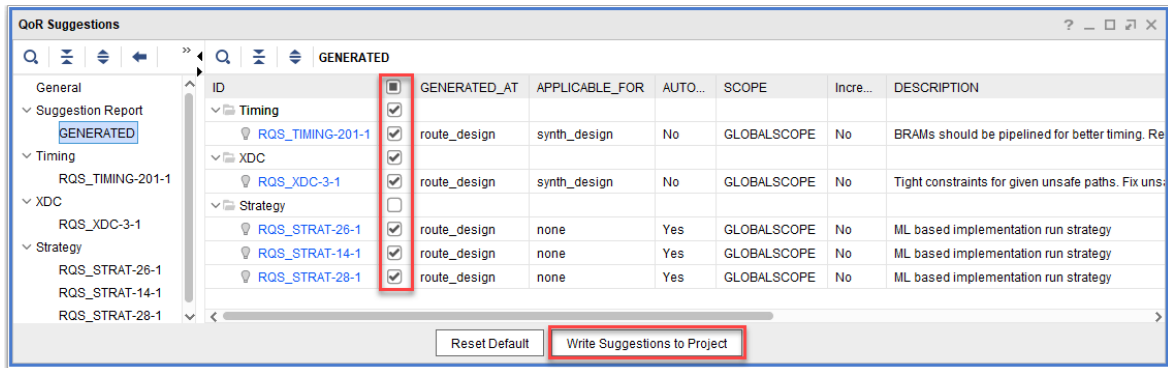 QoR Suggestions
GENERATED
General
Suggestion Report
GENERATED
Timing
RQS_TIMING-201-1
XDC
RQS_XDC-3-1
Strategy
RQS_STRAT-26-1
RQS_STRAT-14-1
RQS_STRAT-28-1
ID GENERATED_AT APPLICABLE_FOR AUTO... SCOPE Incre... DESCRIPTION
Timing
RQS_TIMING-201-1 route_design synth_design No GLOBALSCOPE No BRAMs should be pipelined for better timing. Re
XDC
RQS_XDC-3-1 route_design synth_design No GLOBALSCOPE No Tight constraints for given unsafe paths. Fix unsa
Strategy
RQS_STRAT-26-1 route_design none Yes GLOBALSCOPE No ML based implementation run strategy
RQS_STRAT-14-1 route_design none Yes GLOBALSCOPE No ML based implementation run strategy
RQS_STRAT-28-1 route_design none Yes GLOBALSCOPE No ML based implementation run strategy
Reset Default Write Suggestions to Project